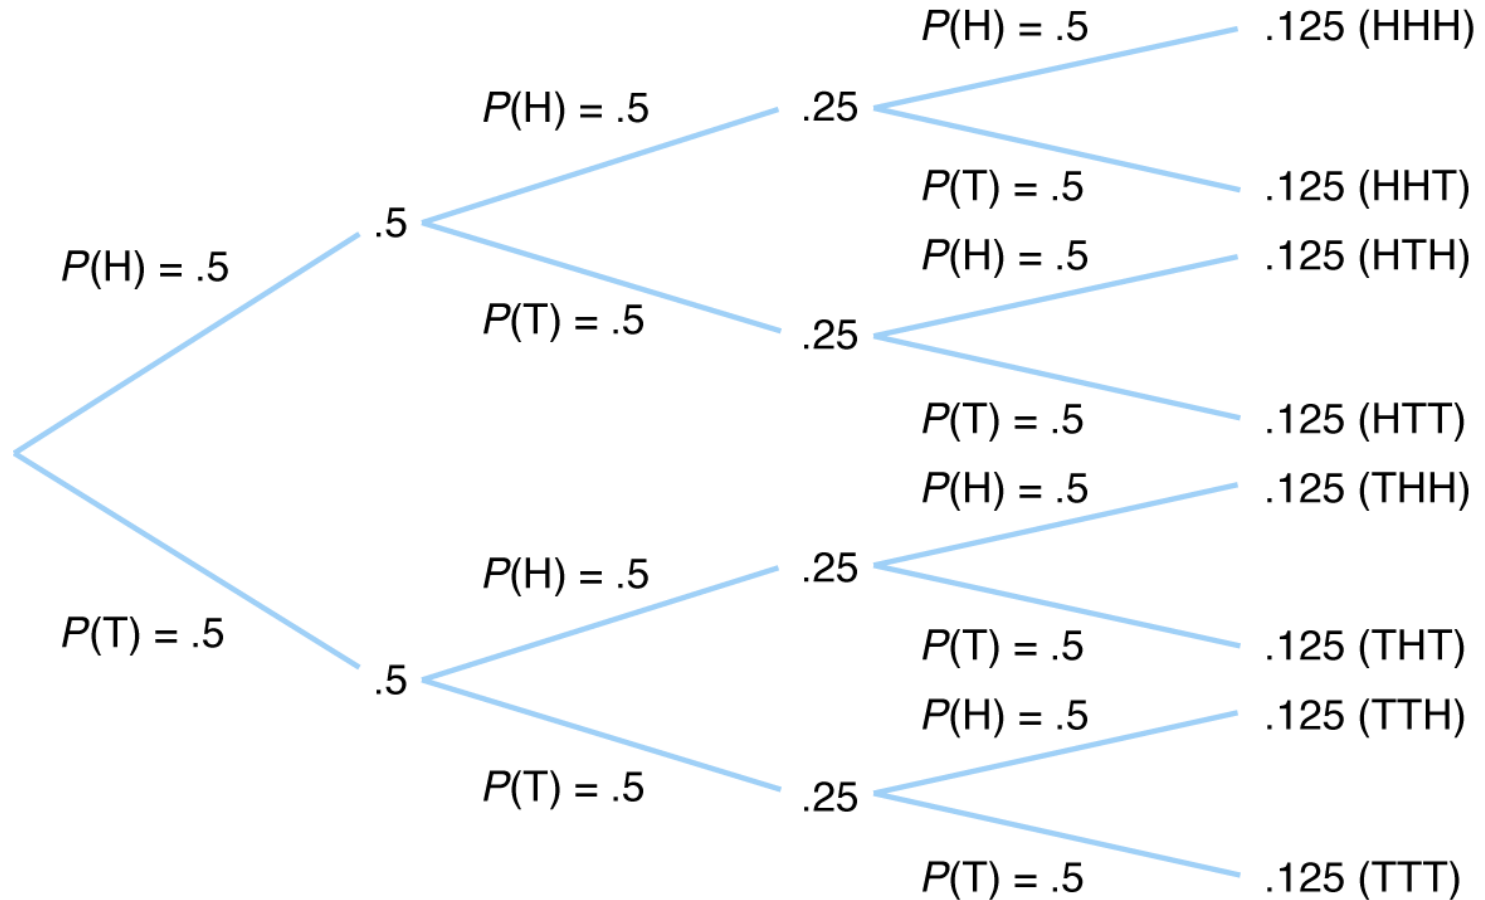 P(H) = .5
.125 (HHH)
P(H) = .5
.25
P(T) = .5
.125 (HHT)
.5
P(H) = .5
.125 (HTH)
P(H) = .5
P(T) = .5
.25
P(T) = .5
.125 (HTT)
P(H) = .5
.125 (THH)
P(H) = .5
.25
P(T) = .5
P(T) = .5
.125 (THT)
.5
P(H) = .5
.125 (TTH)
P(T) = .5
.25
P(T) = .5
.125 (TTT)